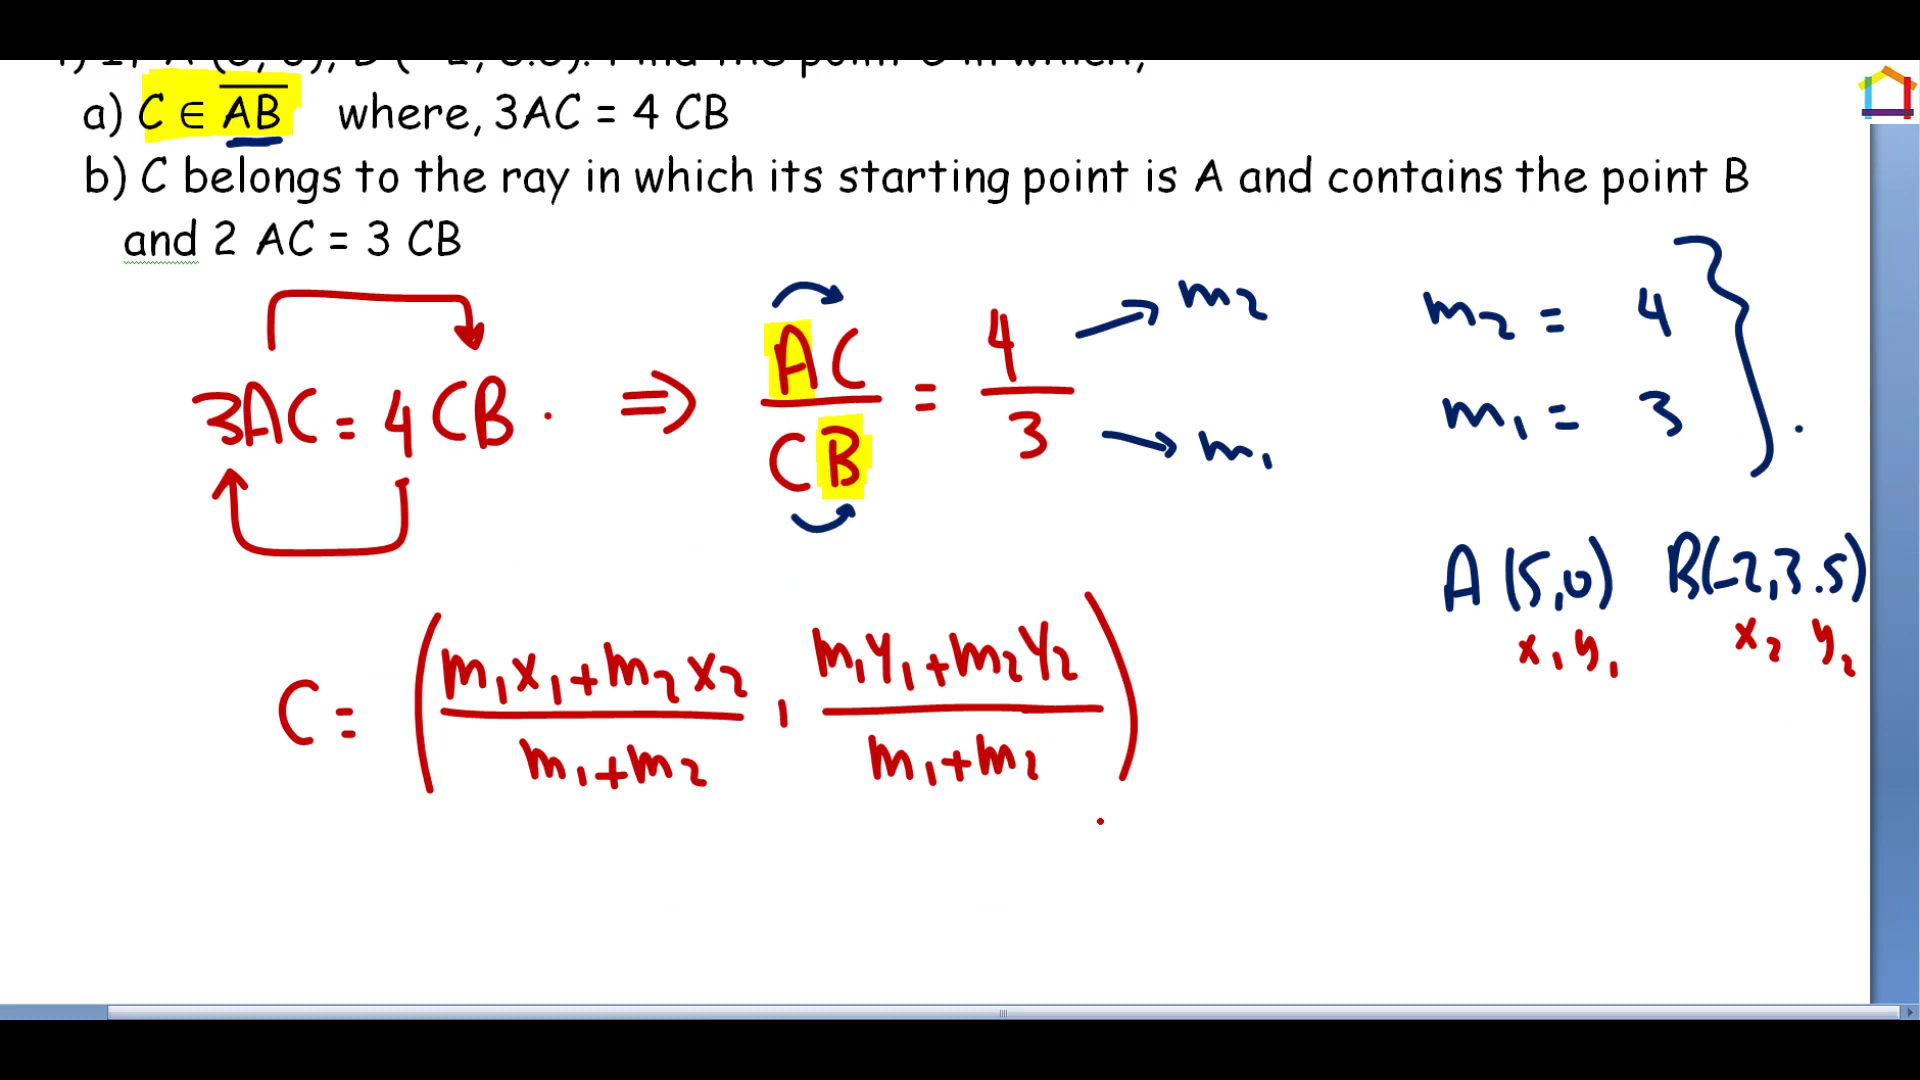 a) C ∈ AB where, 3AC = 4 CB
b) C belongs to the ray in which its starting point is A and contains the point B
and 2 AC = 3 CB
3AC = 4CB. ⇒ AC/CB = 4/3 → m2 → m1
m2 = 4
m1 = 3
A(5,0) B(-2,3.5)
x1 y1 x2 y2
C = ( m1x1+m2x2 / m1+m2 , m1y1+m2y2 / m1+m2 )